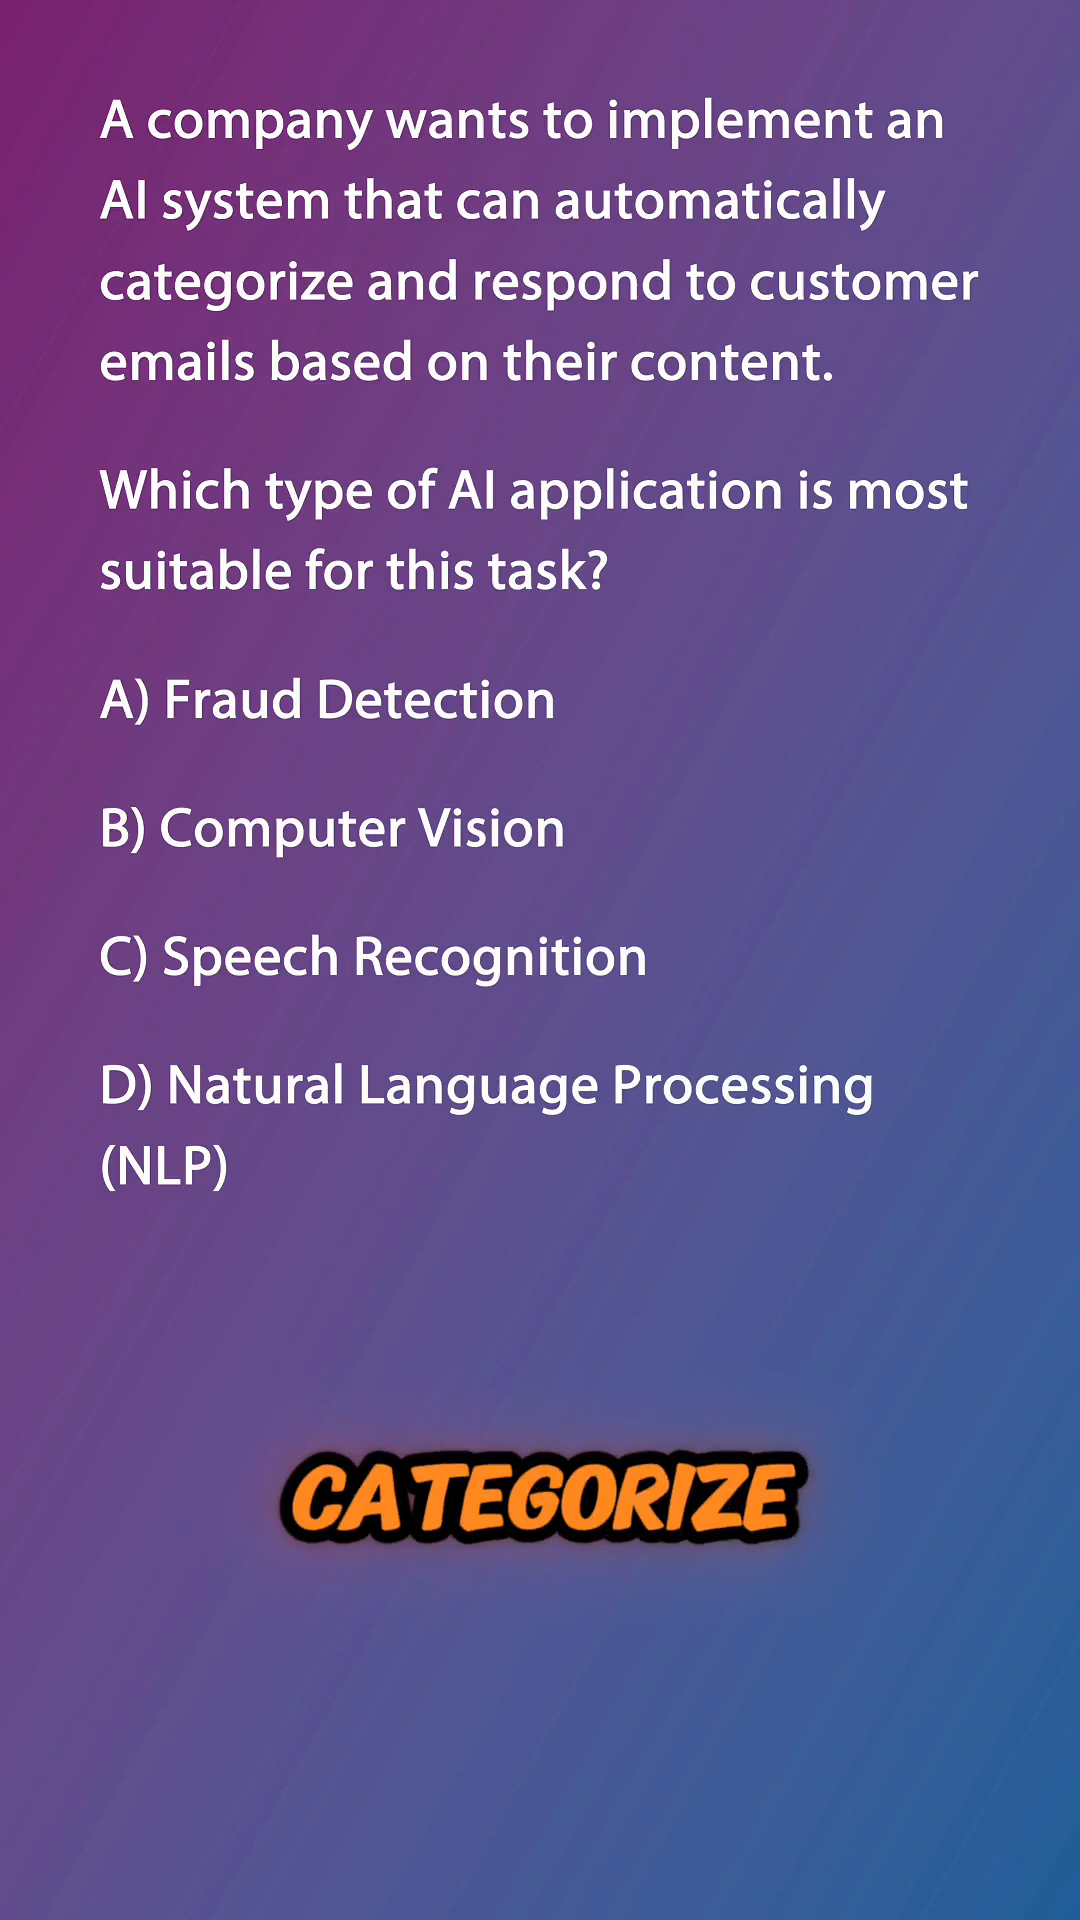 A company wants to implement an
AI system that can automatically
categorize and respond to customer
emails based on their content.
Which type of AI application is most
suitable for this task?
A) Fraud Detection
B) Computer Vision
C) Speech Recognition
D) Natural Language Processing
(NLP)
CATEGORIZE